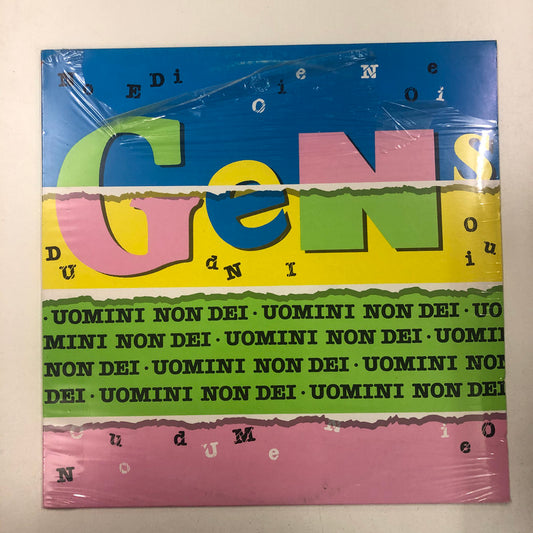 GeNs
· UOMINI NON DEI · UOMINI NON DEI · UO
MINI NON DEI · UOMINI NON DEI · UOMI
NON DEI · UOMINI NON DEI · UOMINI NON
DEI · UOMINI NON DEI · UOMINI NON DEI